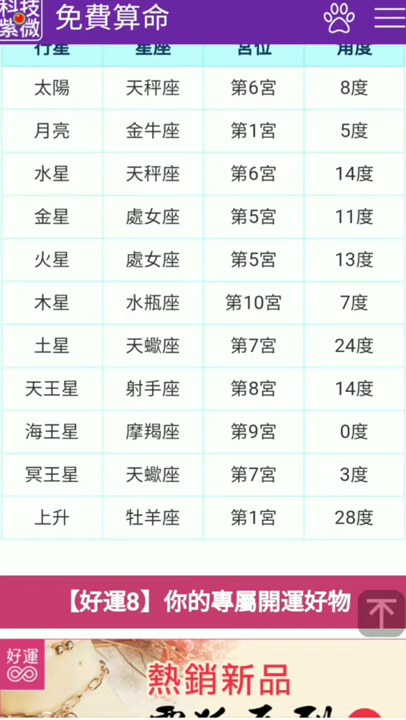 科技
紫微
免費算命
行星 星座 宮位 角度
太陽 天秤座 第6宮 8度
月亮 金牛座 第1宮 5度
水星 天秤座 第6宮 14度
金星 處女座 第5宮 11度
火星 處女座 第5宮 13度
木星 水瓶座 第10宮 7度
土星 天蠍座 第7宮 24度
天王星 射手座 第8宮 14度
海王星 摩羯座 第9宮 0度
冥王星 天蠍座 第7宮 3度
上升 牡羊座 第1宮 28度
【好運8】你的專屬開運好物
好運
熱銷新品